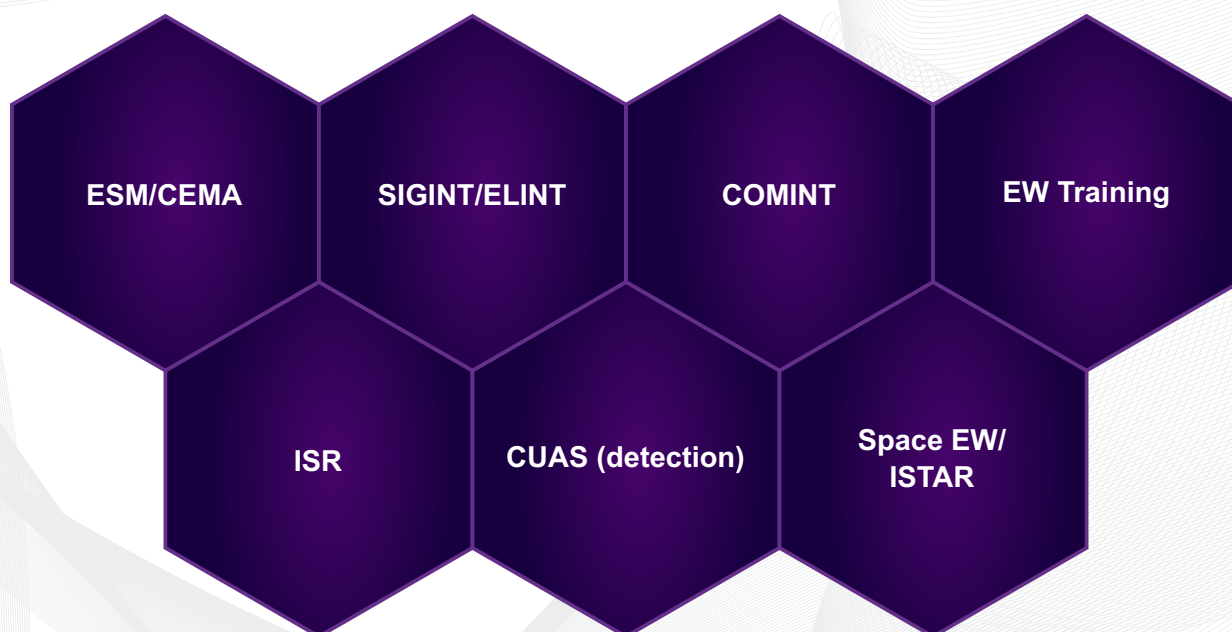 ESM/CEMA
SIGINT/ELINT
COMINT
EW Training
ISR
CUAS (detection)
Space EW/
ISTAR